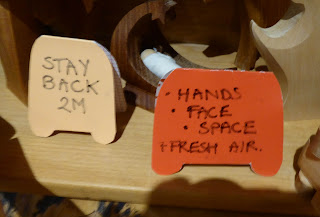 STAY
BACK
2M
· HANDS
· FACE
· SPACE
+ FRESH AIR.